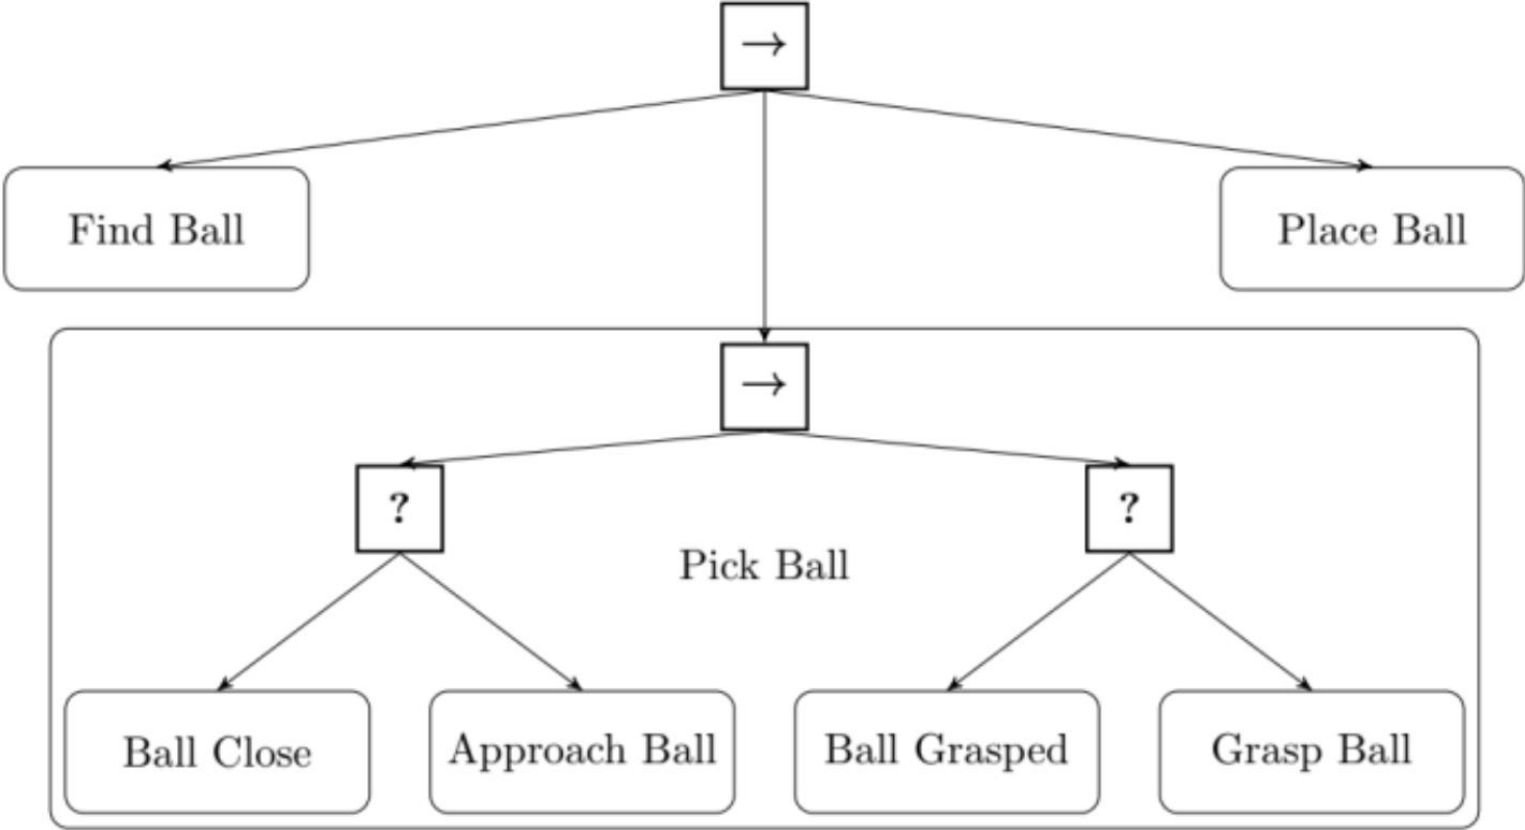 →
Find Ball
Place Ball
→
?
?
Pick Ball
Ball Close
Approach Ball
Ball Grasped
Grasp Ball